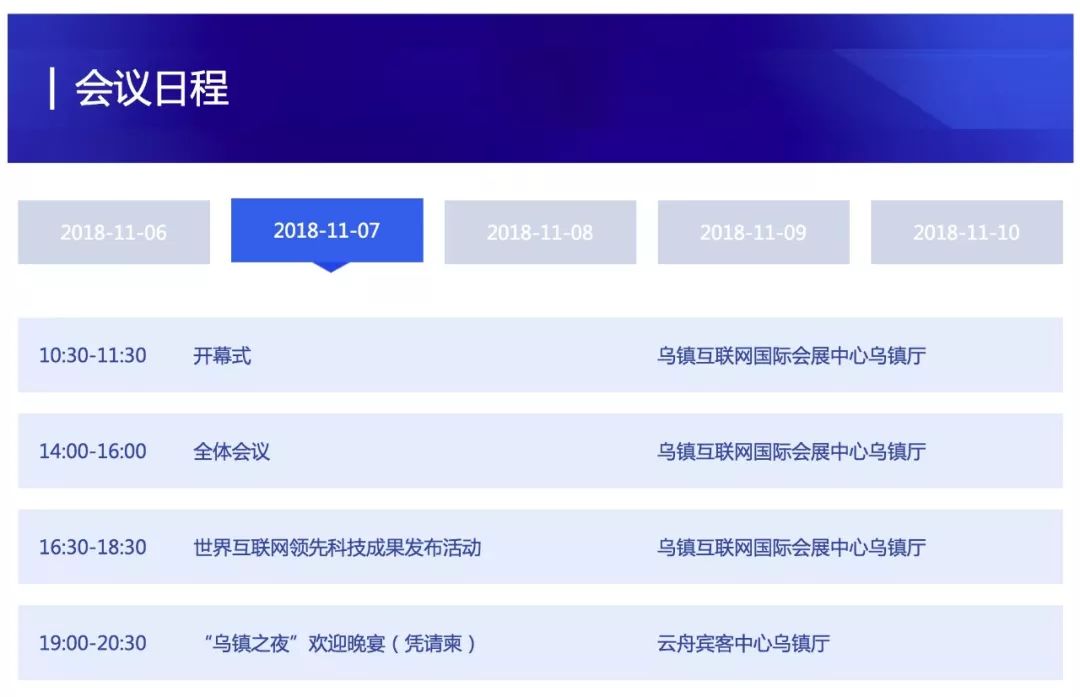 会议日程
2018-11-06 2018-11-07 2018-11-08 2018-11-09 2018-11-10
10:30-11:30 开幕式 乌镇互联网国际会展中心乌镇厅
14:00-16:00 全体会议 乌镇互联网国际会展中心乌镇厅
16:30-18:30 世界互联网领先科技成果发布活动 乌镇互联网国际会展中心乌镇厅
19:00-20:30 “乌镇之夜”欢迎晚宴（凭请柬） 云舟宾客中心乌镇厅